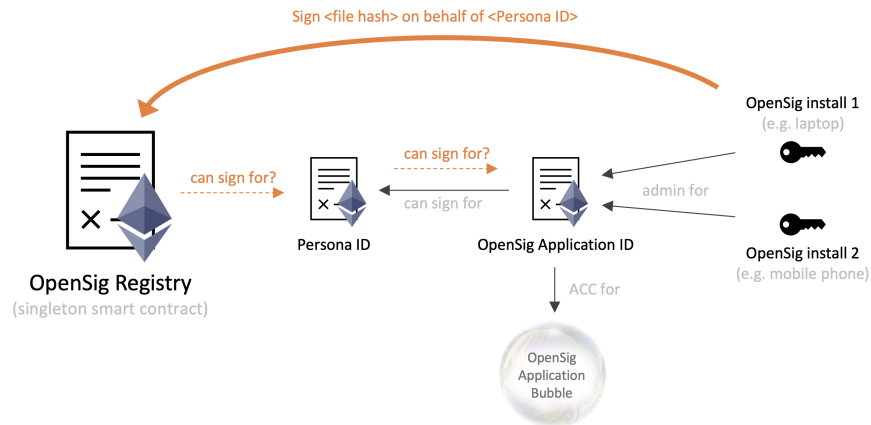 Sign <file hash> on behalf of <Persona ID>
OpenSig install 1
(e.g. laptop)
can sign for?
can sign for?
can sign for
admin for
Persona ID
OpenSig Application ID
OpenSig install 2
(e.g. mobile phone)
OpenSig Registry
(singleton smart contract)
ACC for
OpenSig
Application
Bubble